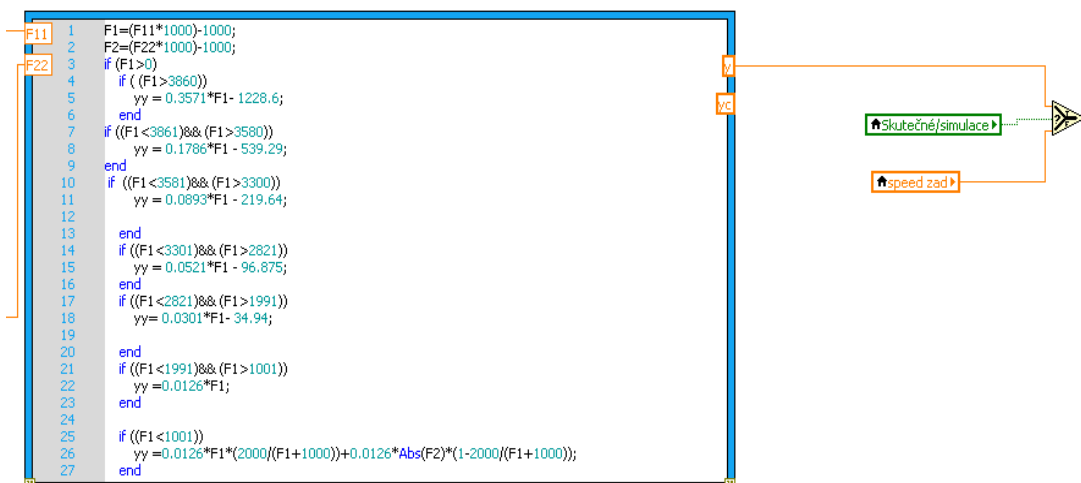 F11
F22
1 F1=(F11*1000)-1000;
2 F2=(F22*1000)-1000;
3 if (F1>0)
4 if ( (F1>3860))
5 yy = 0.3571*F1- 1228.6;
6 end
7 if ((F1<3861)&& (F1>3580))
8 yy = 0.1786*F1 - 539.29;
9 end
10 if ((F1<3581)&& (F1>3300))
11 yy = 0.0893*F1 - 219.64;
12
13 end
14 if ((F1<3301)&& (F1>2821))
15 yy = 0.0521*F1 - 96.875;
16 end
17 if ((F1<2821)&& (F1>1991))
18 yy= 0.0301*F1- 34.94;
19
20 end
21 if ((F1<1991)&& (F1>1001))
22 yy =0.0126*F1;
23 end
24
25 if ((F1<1001))
26 yy =0.0126*F1*(2000/(F1+1000))+0.0126*Abs(F2)*(1-2000/(F1+1000));
27 end
y
yc
Skutečné/simulace
speed zad
?
T
F